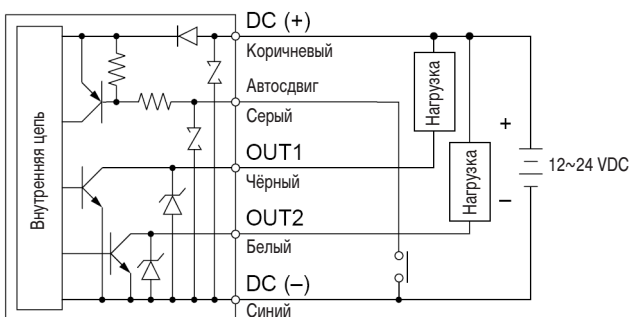 DC (+)
Коричневый
Автосдвиг
Серый
OUT1
Чёрный
OUT2
Белый
DC (–)
Синий
Внутренняя цепь
Нагрузка
Нагрузка
+
12~24 VDC
–